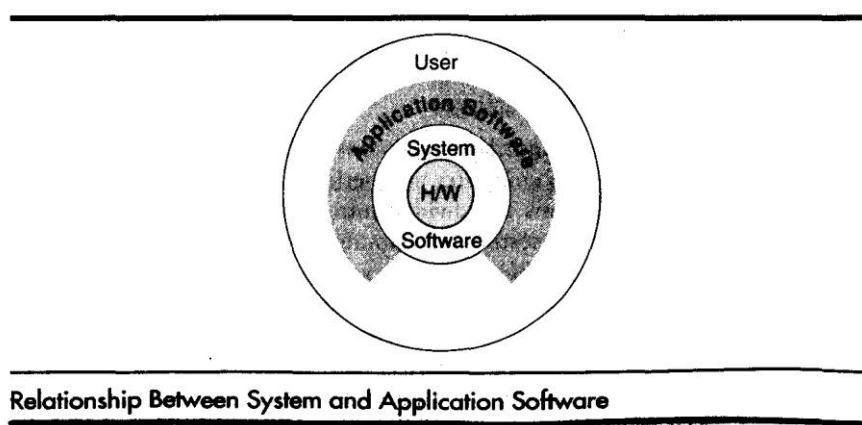 User
Application Software
System
H/W
Software
Relationship Between System and Application Software